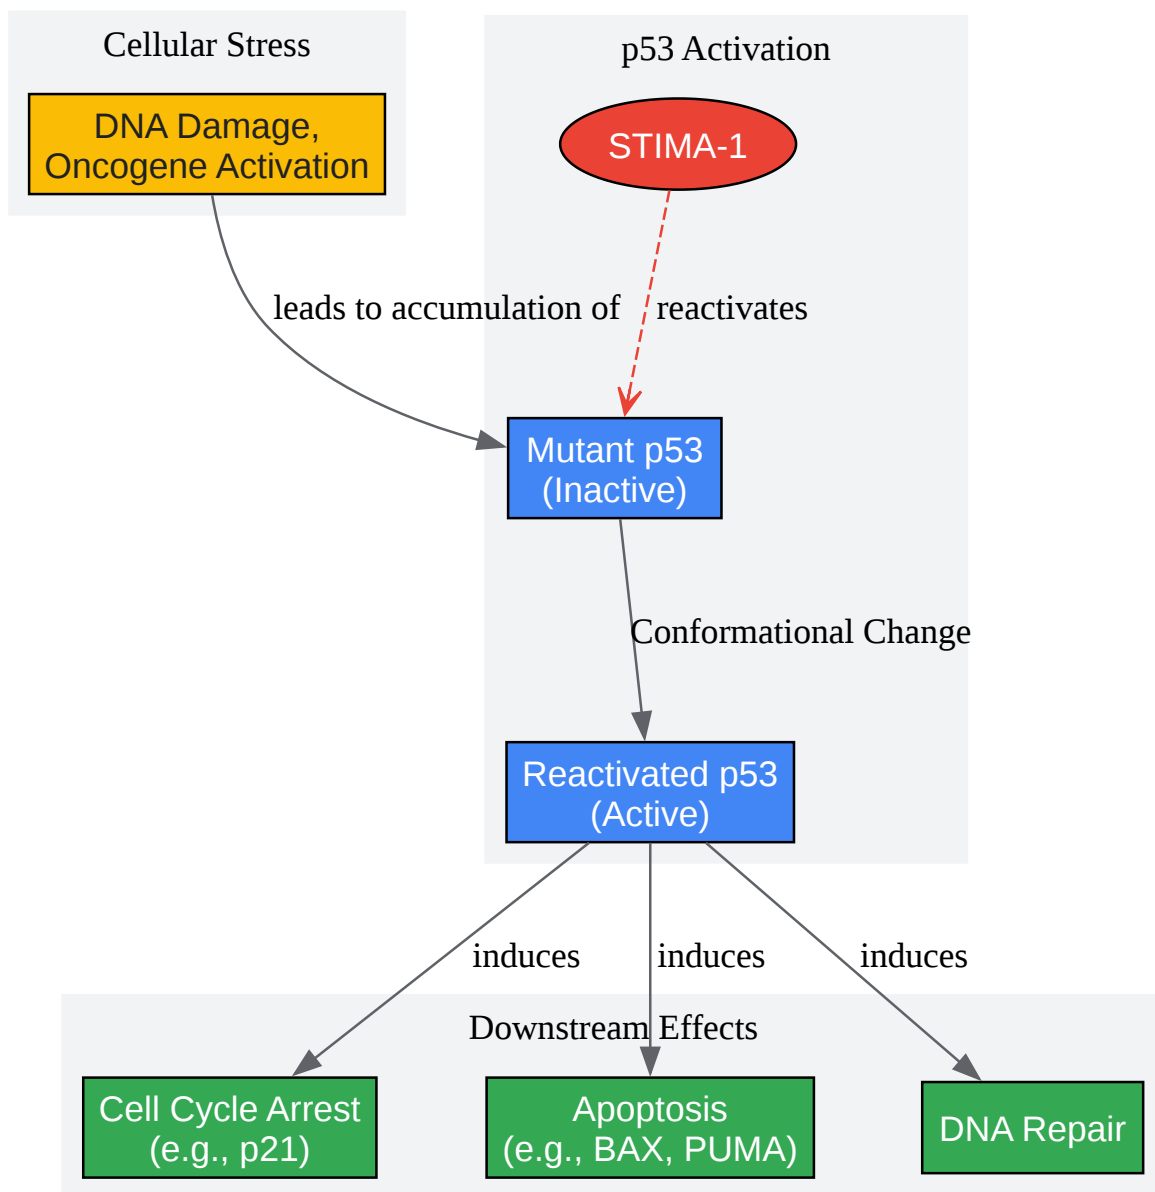 Cellular Stress
p53 Activation
DNA Damage,
Oncogene Activation
STIMA-1
leads to accumulation of
reactivates
Mutant p53
(Inactive)
Conformational Change
Reactivated p53
(Active)
induces
induces
induces
Downstream Effects
Cell Cycle Arrest
(e.g., p21)
Apoptosis
(e.g., BAX, PUMA)
DNA Repair